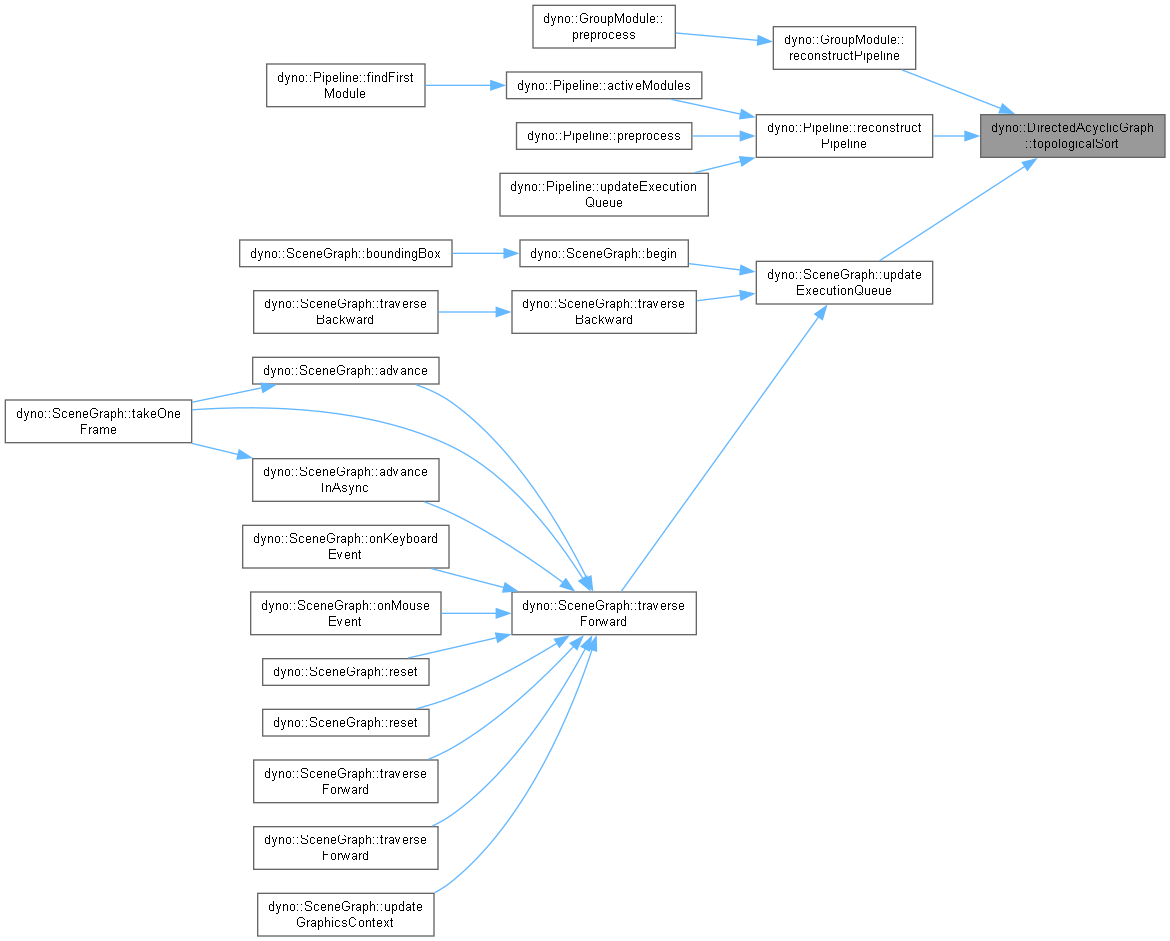 dyno::GroupModule::
preprocess
dyno::GroupModule::
reconstructPipeline
dyno::Pipeline::findFirst
Module
dyno::Pipeline::activeModules
dyno::DirectedAcyclicGraph
::topologicalSort
dyno::Pipeline::preprocess
dyno::Pipeline::reconstruct
Pipeline
dyno::Pipeline::updateExecution
Queue
dyno::SceneGraph::boundingBox
dyno::SceneGraph::begin
dyno::SceneGraph::update
ExecutionQueue
dyno::SceneGraph::traverse
Backward
dyno::SceneGraph::traverse
Backward
dyno::SceneGraph::advance
dyno::SceneGraph::takeOne
Frame
dyno::SceneGraph::advance
InAsync
dyno::SceneGraph::onKeyboard
Event
dyno::SceneGraph::onMouse
Event
dyno::SceneGraph::traverse
Forward
dyno::SceneGraph::reset
dyno::SceneGraph::reset
dyno::SceneGraph::traverse
Forward
dyno::SceneGraph::traverse
Forward
dyno::SceneGraph::update
GraphicsContext